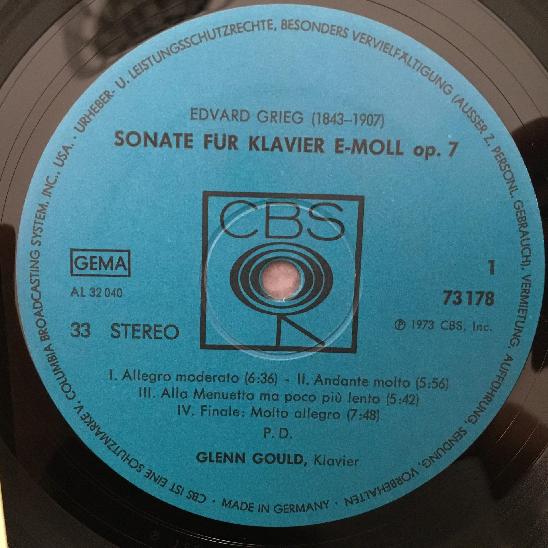 · URHEBER- U. LEISTUNGSSCHUTZRECHTE, BESONDERS VERVIELFÄLTIGUNG (AUSSER Z. PERSONL. GEBRAUCH), VERMIETUNG, AUFFÜHRUNG, SENDUNG, VORBEHALTEN ·
EDVARD GRIEG (1843–1907)
SONATE FÜR KLAVIER E-MOLL op. 7
CBS
GEMA
AL 32 040
33 STEREO
1
73178
℗ 1973 CBS, Inc.
I. Allegro moderato (6:36) - II. Andante molto (5:56)
III. Alla Menuetto ma poco più lento (5:42)
IV. Finale: Molto allegro (7:48)
P. D.
GLENN GOULD, Klavier
CBS IST EINE SCHUTZMARKE V. COLUMBIA BROADCASTING SYSTEM, INC., USA.
· MADE IN GERMANY ·